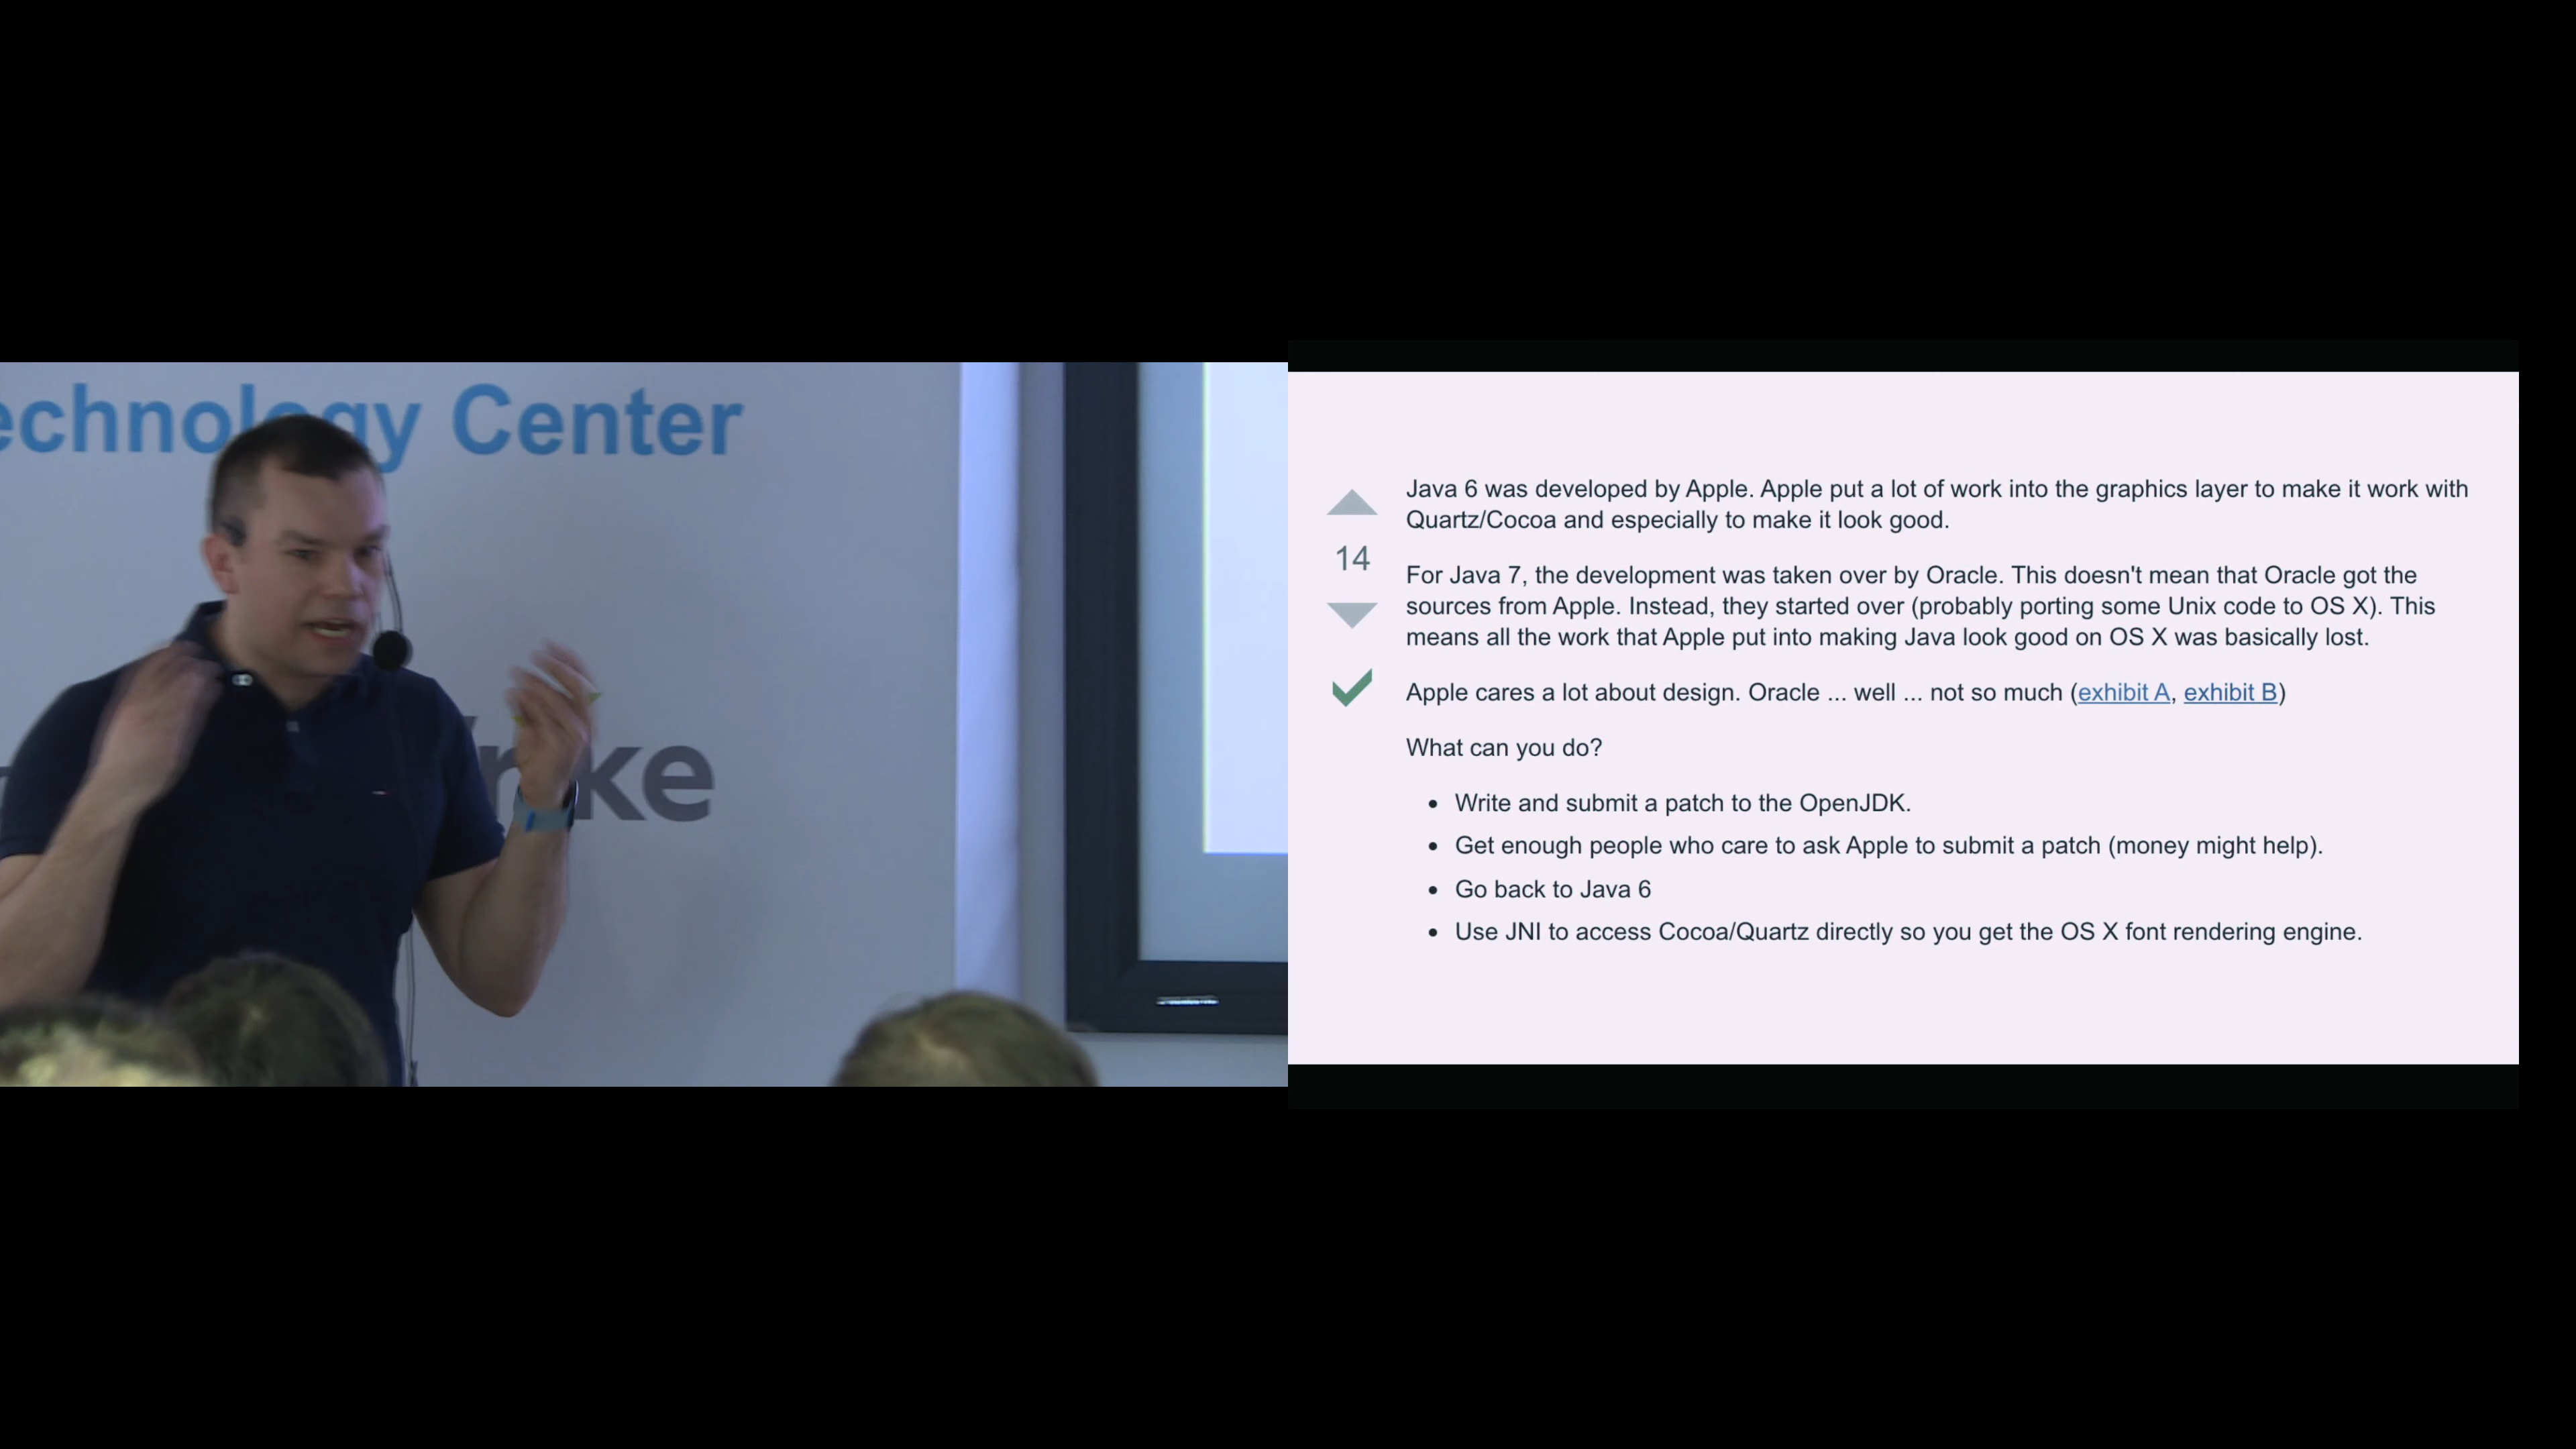 Technology Center
Java 6 was developed by Apple. Apple put a lot of work into the graphics layer to make it work with
Quartz/Cocoa and especially to make it look good.
14
For Java 7, the development was taken over by Oracle. This doesn't mean that Oracle got the
sources from Apple. Instead, they started over (probably porting some Unix code to OS X). This
means all the work that Apple put into making Java look good on OS X was basically lost.
Apple cares a lot about design. Oracle ... well ... not so much (exhibit A, exhibit B)
What can you do?
• Write and submit a patch to the OpenJDK.
• Get enough people who care to ask Apple to submit a patch (money might help).
• Go back to Java 6
• Use JNI to access Cocoa/Quartz directly so you get the OS X font rendering engine.